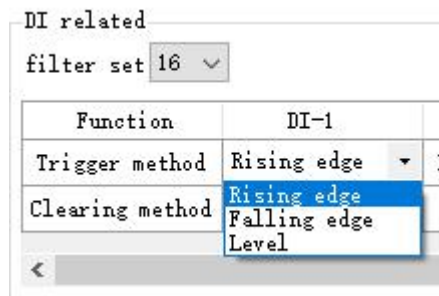 DI related
filter set 16
Function DI-1
Trigger method Rising edge
Clearing method
Rising edge
Falling edge
Level